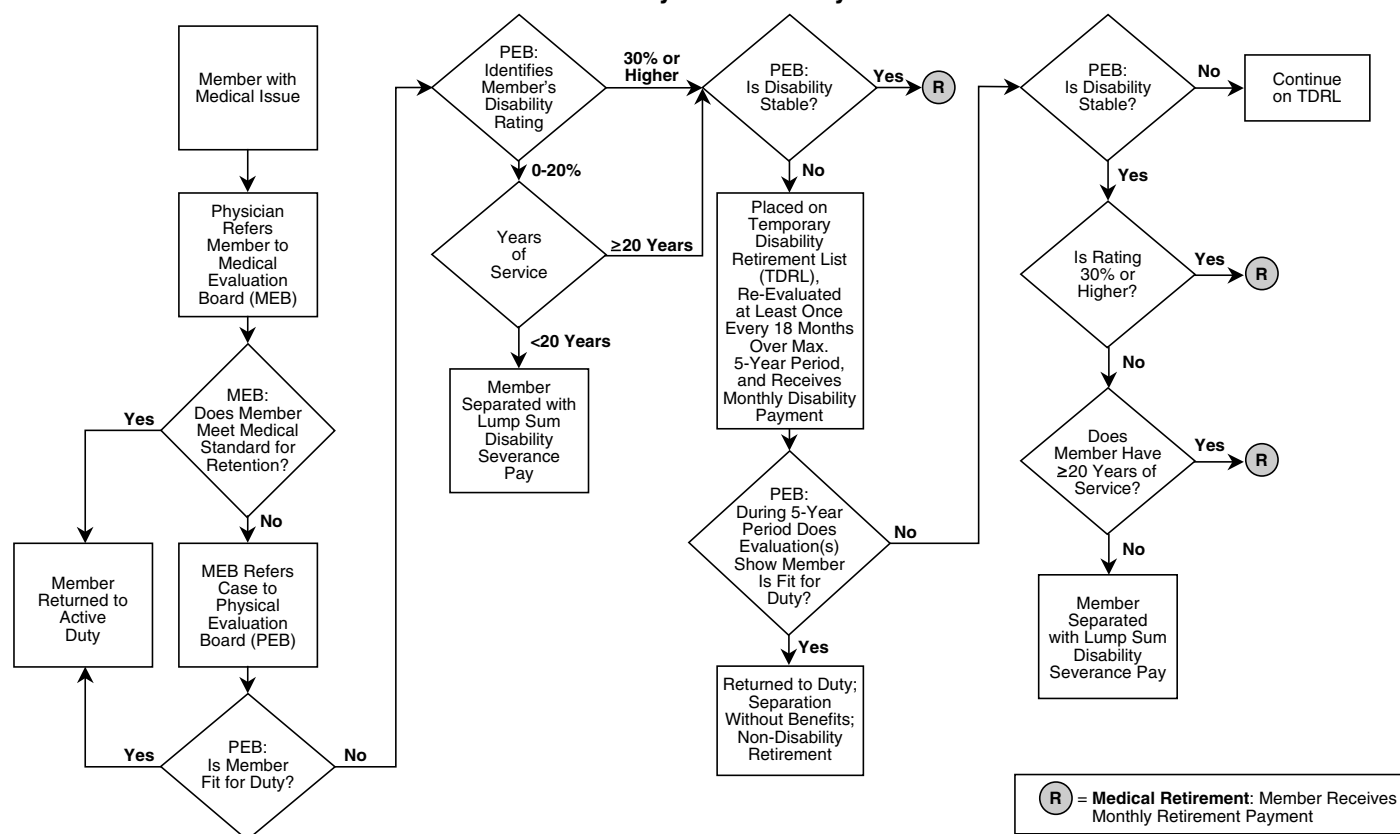 Member with
Medical Issue
Physician
Refers
Member to
Medical
Evaluation
Board (MEB)
MEB:
Does Member
Meet Medical
Standard for
Retention?
Yes
No
Member
Returned to
Active
Duty
MEB Refers
Case to
Physical
Evaluation
Board (PEB)
PEB:
Is Member
Fit for Duty?
Yes
No
PEB:
Identifies
Member's
Disability
Rating
30% or
Higher
0-20%
Years
of
Service
≥20 Years
<20 Years
Member
Separated with
Lump Sum
Disability
Severance
Pay
PEB:
Is Disability
Stable?
Yes
R
No
Placed on
Temporary
Disability
Retirement List
(TDRL),
Re-Evaluated
at Least Once
Every 18 Months
Over Max.
5-Year Period,
and Receives
Monthly Disability
Payment
PEB:
During 5-Year
Period Does
Evaluation(s)
Show Member
Is Fit for
Duty?
No
Yes
Returned to Duty;
Separation
Without Benefits;
Non-Disability
Retirement
PEB:
Is Disability
Stable?
No
Continue
on TDRL
Yes
Is Rating
30% or
Higher?
Yes
R
No
Does
Member Have
≥20 Years of
Service?
Yes
R
No
Member
Separated
with Lump Sum
Disability
Severance Pay
R = Medical Retirement: Member Receives
Monthly Retirement Payment